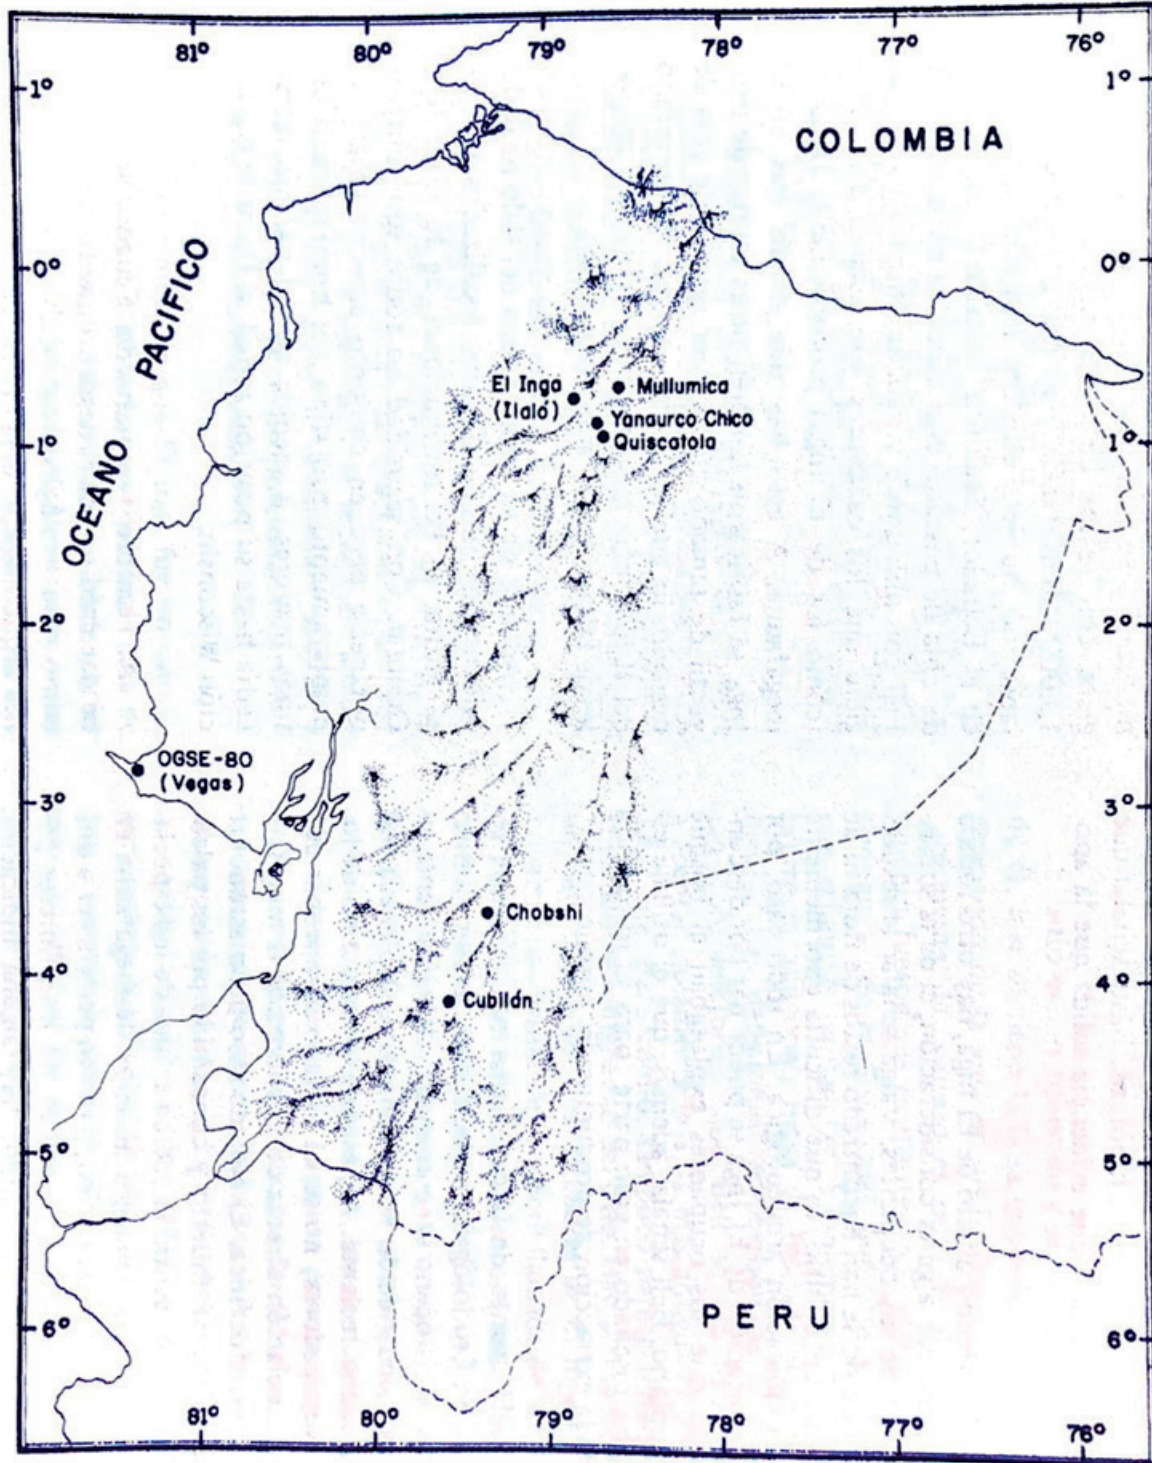 81° 80° 79° 78° 77° 76°
1° 1°
COLOMBIA
OCEANO PACIFICO
0° 0°
El Inga
(Ilaló)
Mullumica
Yanaurco Chico
Quiscatola
1° 1°
2° 2°
OGSE-80
(Vegas)
3° 3°
Chobshi
Cubilán
4° 4°
5° 5°
PERU
6° 6°
81° 80° 79° 78° 77° 76°